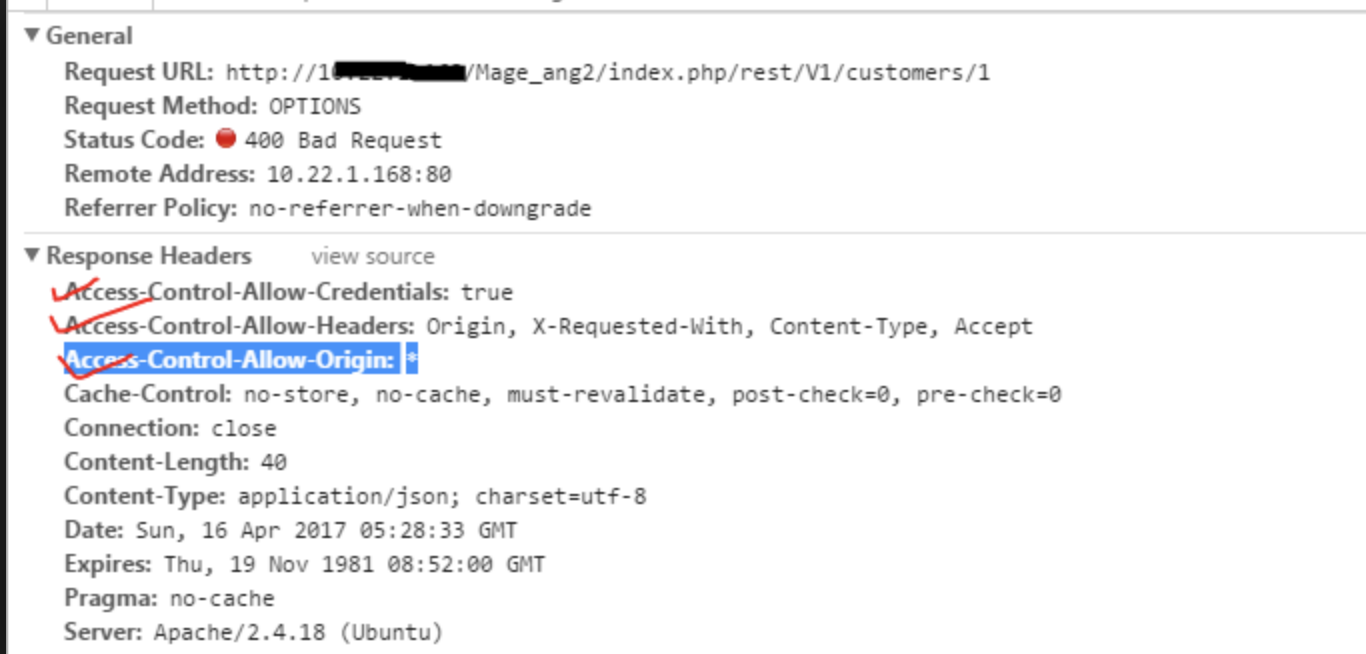 General
Request URL: http://1 /Mage_ang2/index.php/rest/V1/customers/1
Request Method: OPTIONS
Status Code: 400 Bad Request
Remote Address: 10.22.1.168:80
Referrer Policy: no-referrer-when-downgrade
Response Headers view source
Access-Control-Allow-Credentials: true
Access-Control-Allow-Headers: Origin, X-Requested-With, Content-Type, Accept
Access-Control-Allow-Origin: *
Cache-Control: no-store, no-cache, must-revalidate, post-check=0, pre-check=0
Connection: close
Content-Length: 40
Content-Type: application/json; charset=utf-8
Date: Sun, 16 Apr 2017 05:28:33 GMT
Expires: Thu, 19 Nov 1981 08:52:00 GMT
Pragma: no-cache
Server: Apache/2.4.18 (Ubuntu)